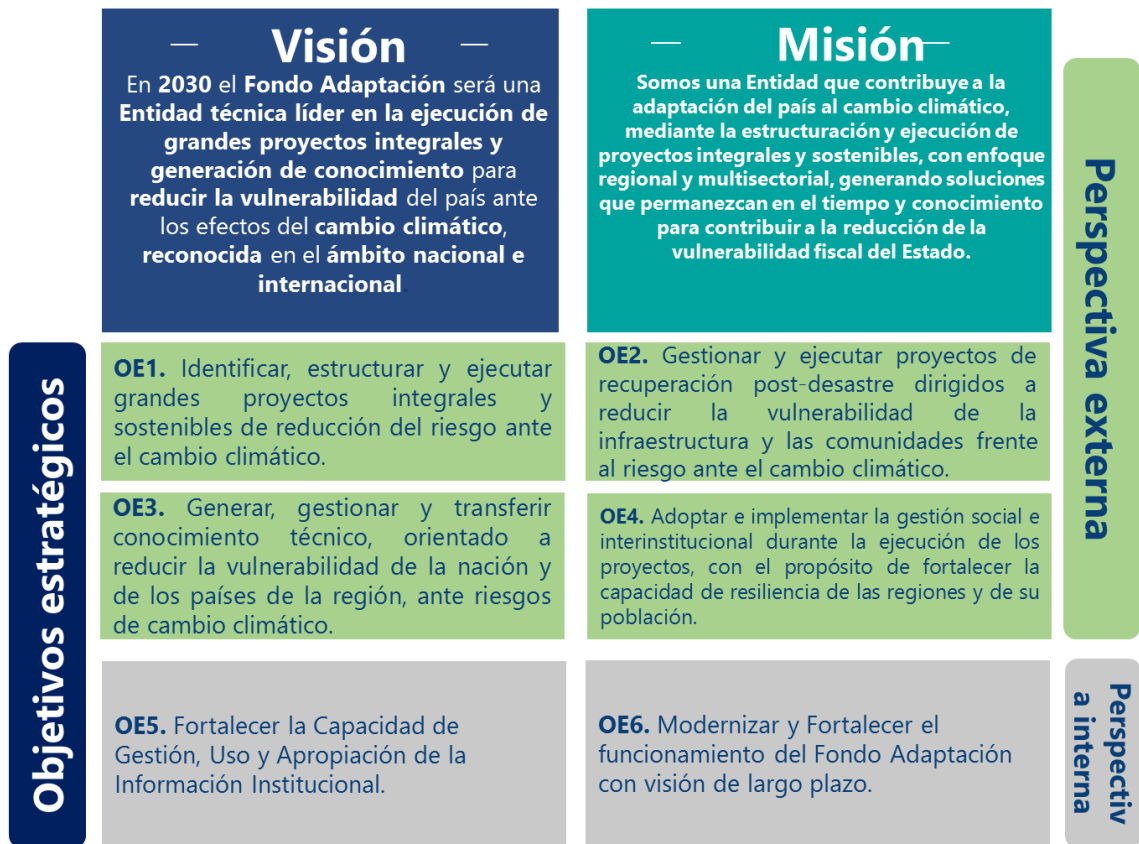 Visión
En 2030 el Fondo Adaptación será una
Entidad técnica líder en la ejecución de
grandes proyectos integrales y
generación de conocimiento para
reducir la vulnerabilidad del país ante
los efectos del cambio climático,
reconocida en el ámbito nacional e
internacional.
Misión
Somos una Entidad que contribuye a la
adaptación del país al cambio climático,
mediante la estructuración y ejecución de
proyectos integrales y sostenibles, con enfoque
regional y multisectorial, generando soluciones
que permanezcan en el tiempo y conocimiento
para contribuir a la reducción de la
vulnerabilidad fiscal del Estado.
Perspectiva externa
Objetivos estratégicos
OE1. Identificar, estructurar y ejecutar
grandes proyectos integrales y
sostenibles de reducción del riesgo ante
el cambio climático.
OE2. Gestionar y ejecutar proyectos de
recuperación post-desastre dirigidos a
reducir la vulnerabilidad de la
infraestructura y las comunidades frente
al riesgo ante el cambio climático.
OE3. Generar, gestionar y transferir
conocimiento técnico, orientado a
reducir la vulnerabilidad de la nación y
de los países de la región, ante riesgos
de cambio climático.
OE4. Adoptar e implementar la gestión social e
interinstitucional durante la ejecución de los
proyectos, con el propósito de fortalecer la
capacidad de resiliencia de las regiones y de su
población.
OE5. Fortalecer la Capacidad de
Gestión, Uso y Apropiación de la
Información Institucional.
OE6. Modernizar y Fortalecer el
funcionamiento del Fondo Adaptación
con visión de largo plazo.
Perspectiv
a interna